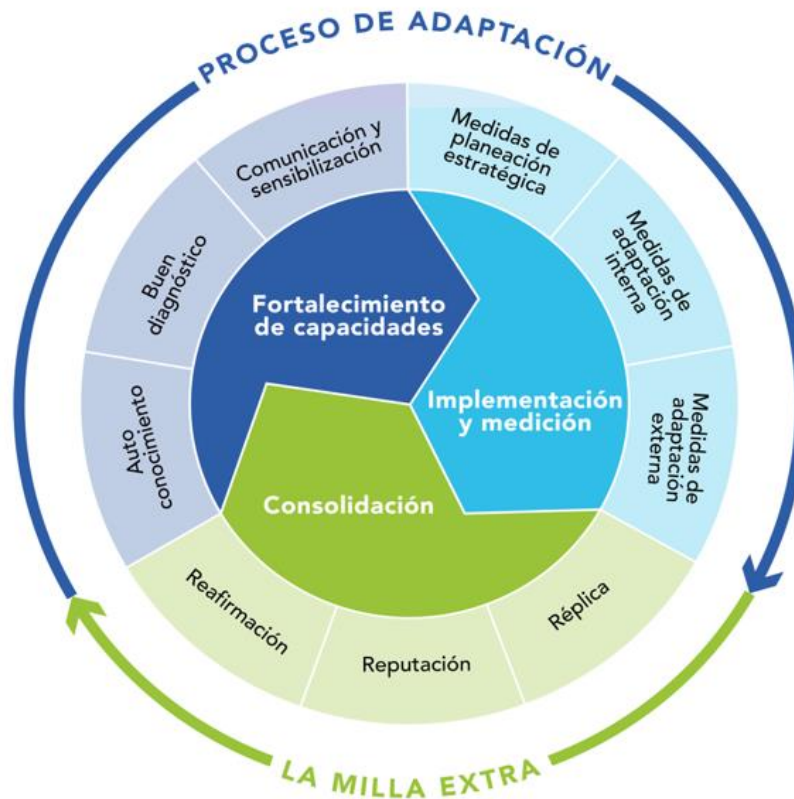 PROCESO DE ADAPTACIÓN
Comunicación y
sensibilización
Medidas de
planeación
estratégica
Buen
diagnóstico
Medidas de
adaptación
interna
Fortalecimiento
de capacidades
Implementación
y medición
Auto
conocimiento
Medidas de
adaptación
externa
Consolidación
Reafirmación
Réplica
Reputación
LA MILLA EXTRA